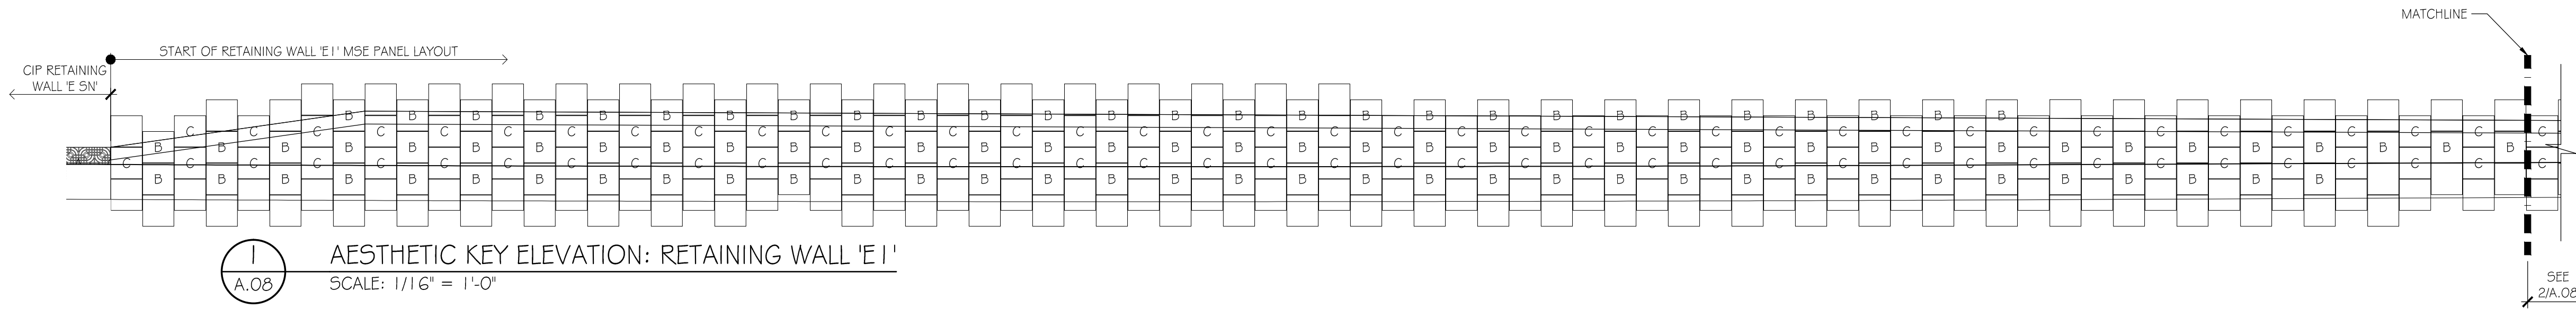 MATCHLINE
START OF RETAINING WALL 'E1' MSE PANEL LAYOUT
CIP RETAINING
WALL 'E SN'
B B B B B B B B B B B B B B B B B B B B B B B B B B B
C C C C C C C C C C C C C C C C C C C C C C C C C C C C C C C C C C C C C C
B B B B B B B B B B B B B B B B B B B B B B B B B B B B B B B B B B B B B B
C C C C C C C C C C C C C C C C C C C C C C C C C C C C C C C C C C C C C C C
B B B B B B B B B B B B B B B B B B B B B B B B B B B B B B B B B B B
1
A.08
AESTHETIC KEY ELEVATION: RETAINING WALL 'E1'
SCALE: 1/16" = 1'-0"
SEE
2/A.08